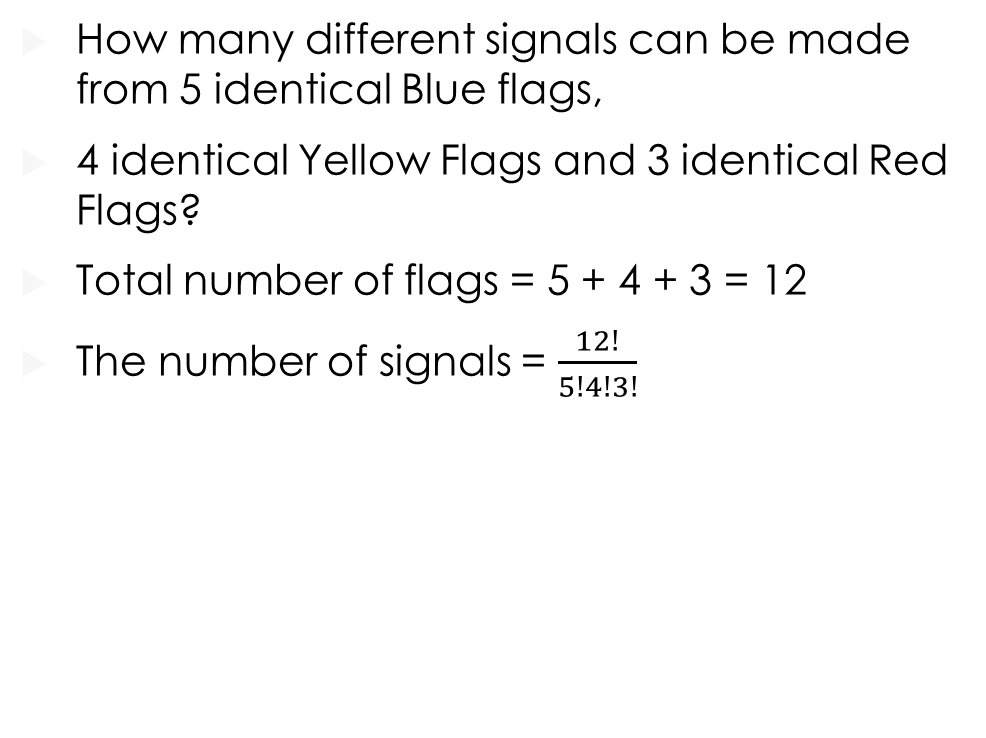 How many different signals can be made
from 5 identical Blue flags,
4 identical Yellow Flags and 3 identical Red
Flags?
Total number of flags = 5 + 4 + 3 = 12
The number of signals = 12!/5!4!3!